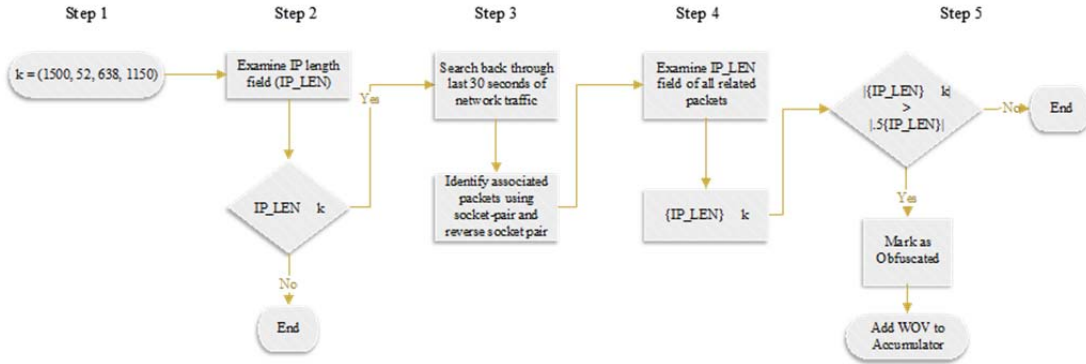 Step 1
Step 2
Step 3
Step 4
Step 5
k = (1500, 52, 638, 1150)
Examine IP length
field (IP_LEN)
IP_LEN k
Yes
No
End
Search back through
last 30 seconds of
network traffic
Identify associated
packets using
socket-pair and
reverse socket pair
Examine IP_LEN
field of all related
packets
{IP_LEN} k
|{IP_LEN} k|
>
|.5{IP_LEN}|
No
End
Yes
Mark as
Obfuscated
Add WOV to
Accumulator